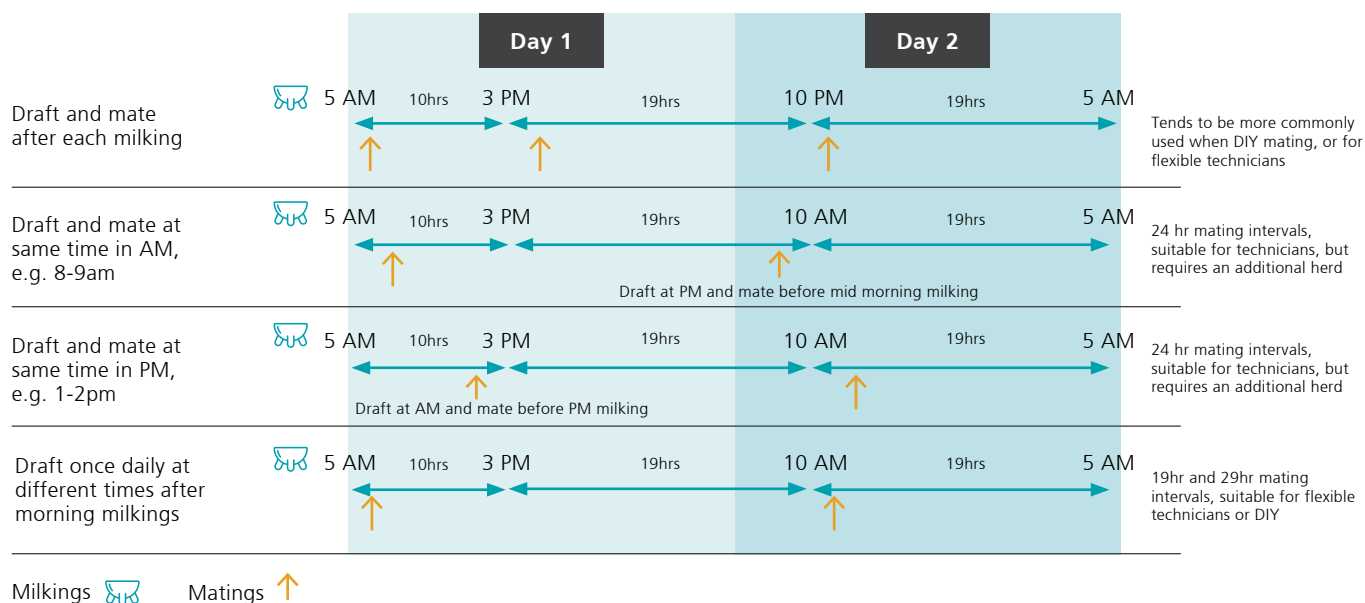 Day 1
Day 2
Draft and mate
after each milking
5 AM
10hrs
3 PM
19hrs
10 PM
19hrs
5 AM
Tends to be more commonly
used when DIY mating, or for
flexible technicians
Draft and mate at
same time in AM,
e.g. 8-9am
5 AM
10hrs
3 PM
19hrs
10 AM
19hrs
5 AM
24 hr mating intervals,
suitable for technicians, but
requires an additional herd
Draft at PM and mate before mid morning milking
Draft and mate at
same time in PM,
e.g. 1-2pm
5 AM
10hrs
3 PM
19hrs
10 AM
19hrs
5 AM
24 hr mating intervals,
suitable for technicians, but
requires an additional herd
Draft at AM and mate before PM milking
Draft once daily at
different times after
morning milkings
5 AM
10hrs
3 PM
19hrs
10 AM
19hrs
5 AM
19hr and 29hr mating
intervals, suitable for flexible
technicians or DIY
Milkings
Matings